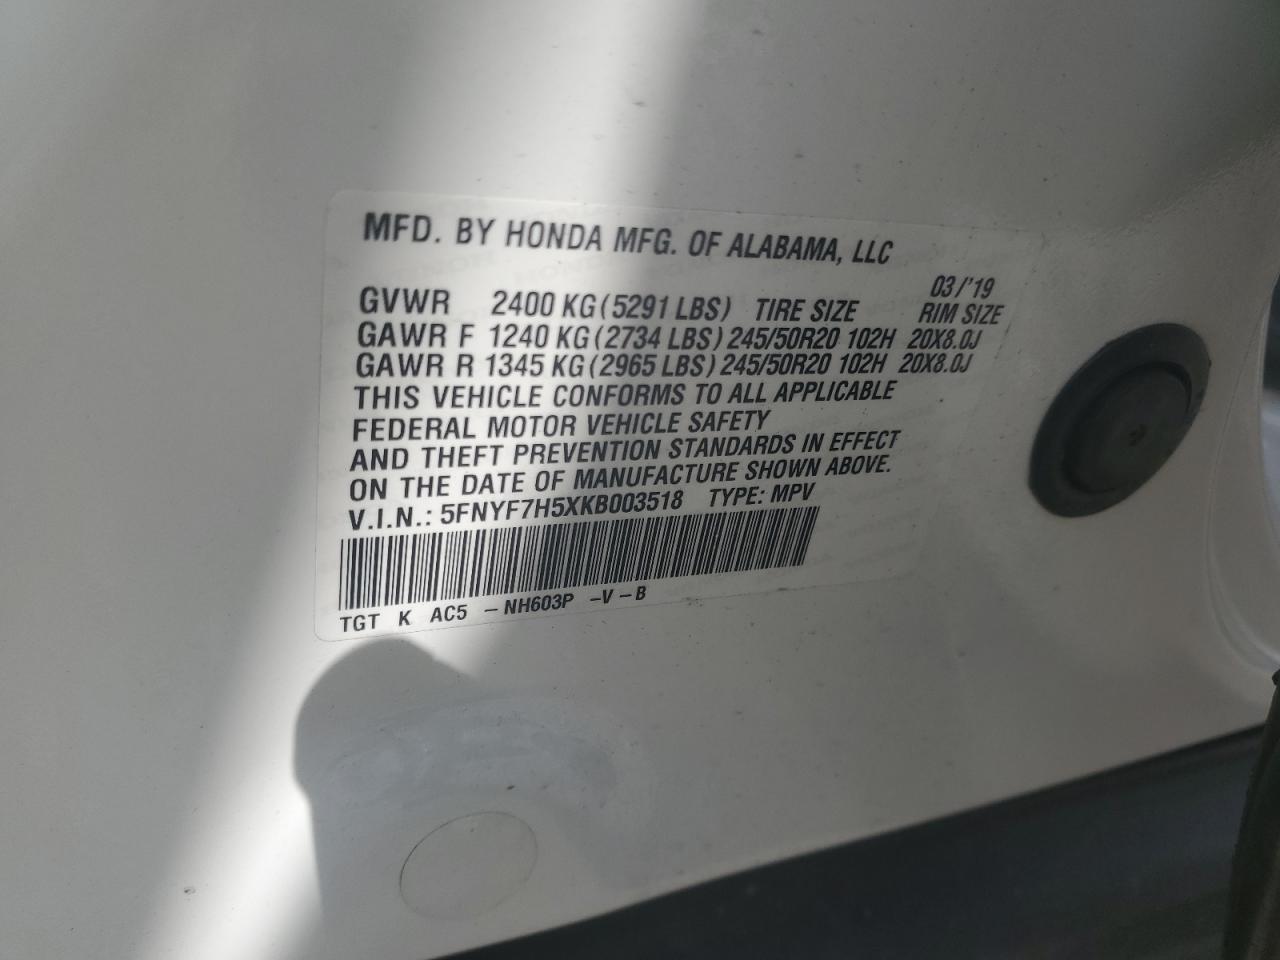 MFD. BY HONDA MFG. OF ALABAMA, LLC
03/'19
GVWR 2400 KG (5291 LBS) TIRE SIZE RIM SIZE
GAWR F 1240 KG (2734 LBS) 245/50R20 102H 20X8.0J
GAWR R 1345 KG (2965 LBS) 245/50R20 102H 20X8.0J
THIS VEHICLE CONFORMS TO ALL APPLICABLE
FEDERAL MOTOR VEHICLE SAFETY
AND THEFT PREVENTION STANDARDS IN EFFECT
ON THE DATE OF MANUFACTURE SHOWN ABOVE.
V.I.N.: 5FNYF7H5XKB003518 TYPE: MPV
TGT K AC5 – NH603P –V – B